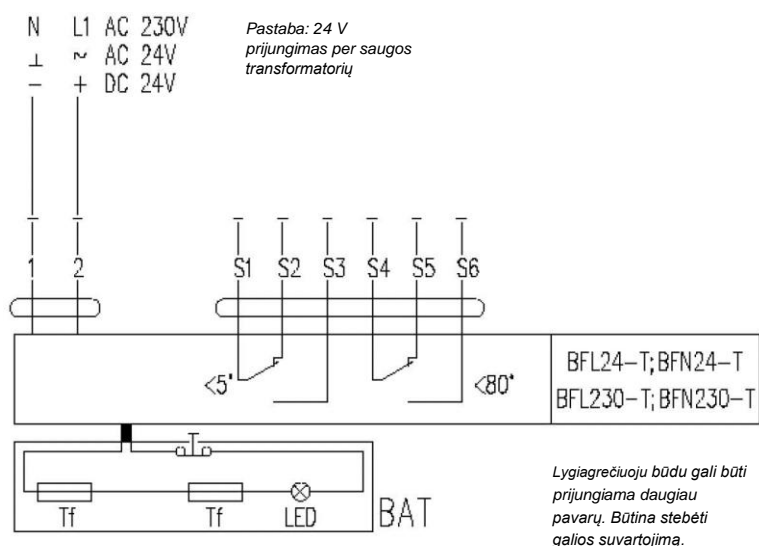 N L1 AC 230V
⊥ ~ AC 24V
− + DC 24V
Pastaba: 24 V
prijungimas per saugos
transformatorių
1 2 S1 S2 S3 S4 S5 S6
<5° <80°
BFL24-T;BFN24-T
BFL230-T;BFN230-T
T
Tf Tf LED BAT
Lygiagrečiuoju būdu gali būti
prijungiama daugiau
pavarų. Būtina stebėti
galios suvartojimą.